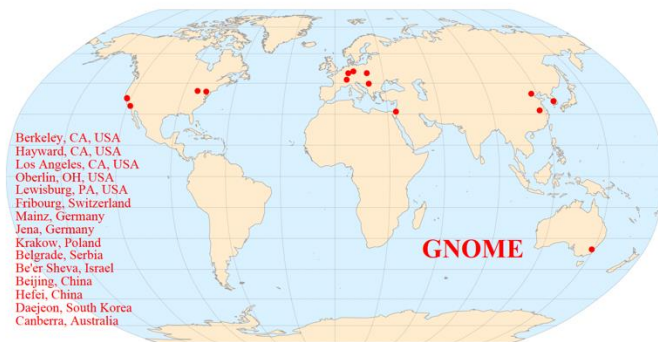 Berkeley, CA, USA
Hayward, CA, USA
Los Angeles, CA, USA
Oberlin, OH, USA
Lewisburg, PA, USA
Fribourg, Switzerland
Mainz, Germany
Jena, Germany
Krakow, Poland
Belgrade, Serbia
Be'er Sheva, Israel
Beijing, China
Hefei, China
Daejeon, South Korea
Canberra, Australia
GNOME